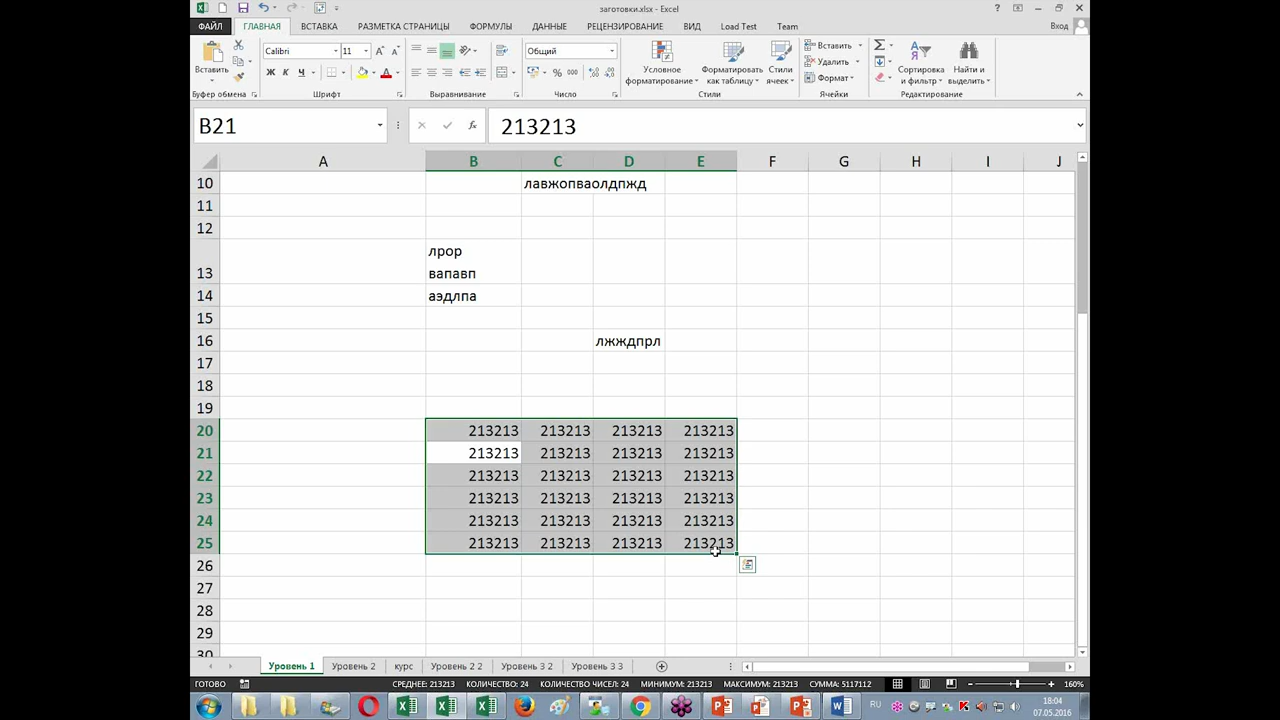 заготовки.xlsx - Excel
ФАЙЛ ГЛАВНАЯ ВСТАВКА РАЗМЕТКА СТРАНИЦЫ ФОРМУЛЫ ДАННЫЕ РЕЦЕНЗИРОВАНИЕ ВИД Load Test Team Вход
Calibri 11 Общий
Вставить
Ж К Ч
Условное форматирование
Форматировать как таблицу
Стили ячеек
Вставить
Удалить
Формат
Сортировка и фильтр
Найти и выделить
Буфер обмена Шрифт Выравнивание Число Стили Ячейки Редактирование
B21 213213
A B C D E F G H I J
10 лавжопваолдпжд
11
12
лрор
13 вапавп
14 аэдлпа
15
16 лжждпрл
17
18
19
20 213213 213213 213213 213213
21 213213 213213 213213 213213
22 213213 213213 213213 213213
23 213213 213213 213213 213213
24 213213 213213 213213 213213
25 213213 213213 213213 213213
26
27
28
29
30
Уровень 1 Уровень 2 курс Уровень 2 2 Уровень 3 2 Уровень 3 3
ГОТОВО СРЕДНЕЕ: 213213 КОЛИЧЕСТВО: 24 КОЛИЧЕСТВО ЧИСЕЛ: 24 МИНИМУМ: 213213 МАКСИМУМ: 213213 СУММА: 5117112 160%
RU 18:04
07.05.2016